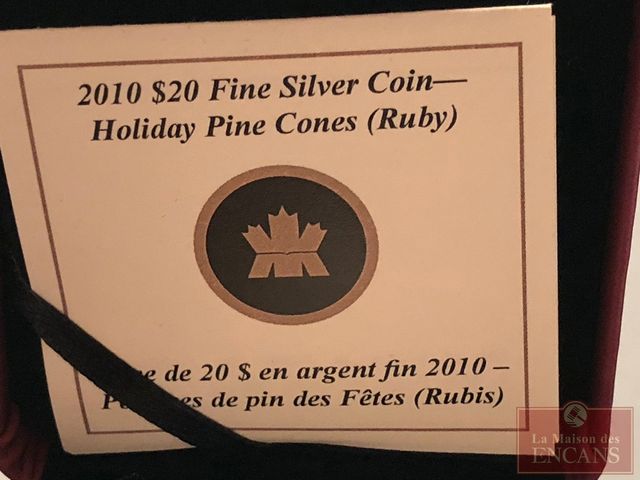 2010 $20 Fine Silver Coin—
Holiday Pine Cones (Ruby)
de 20 $ en argent fin 2010 –
de pin des Fêtes (Rubis)
La Maison des
ENCANS